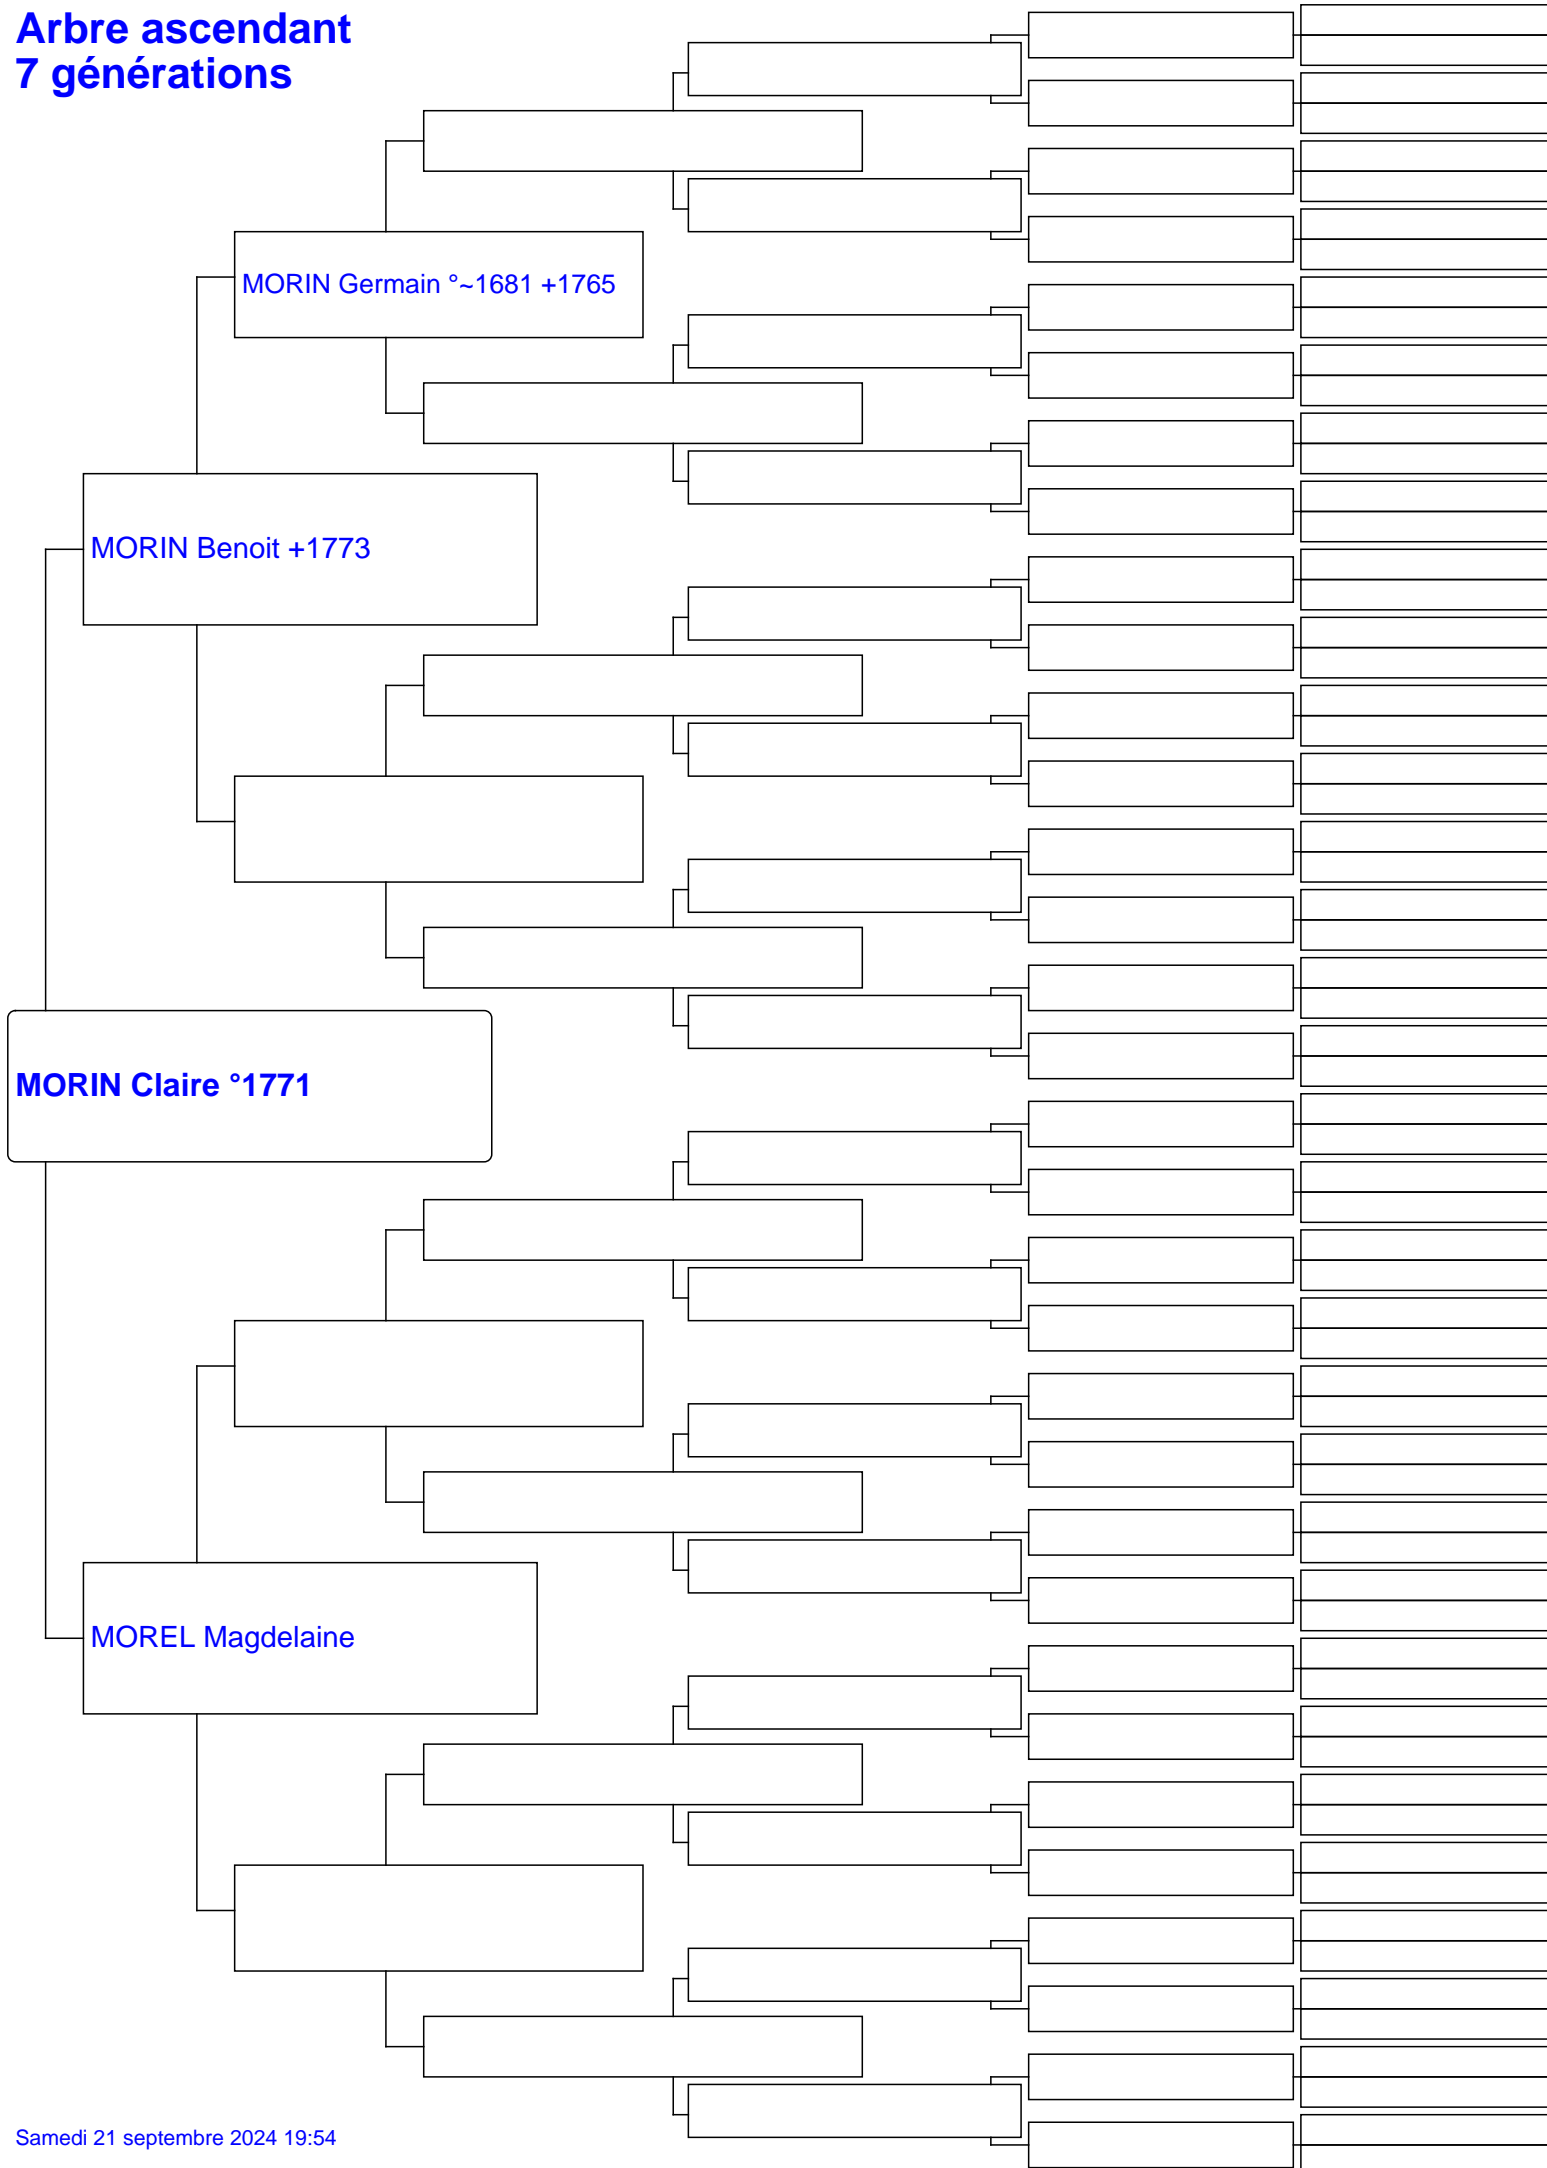 Arbre ascendant
7 générations
MORIN Germain °~1681 +1765
MORIN Benoit +1773
MORIN Claire °1771
MOREL Magdelaine
Samedi 21 septembre 2024 19:54